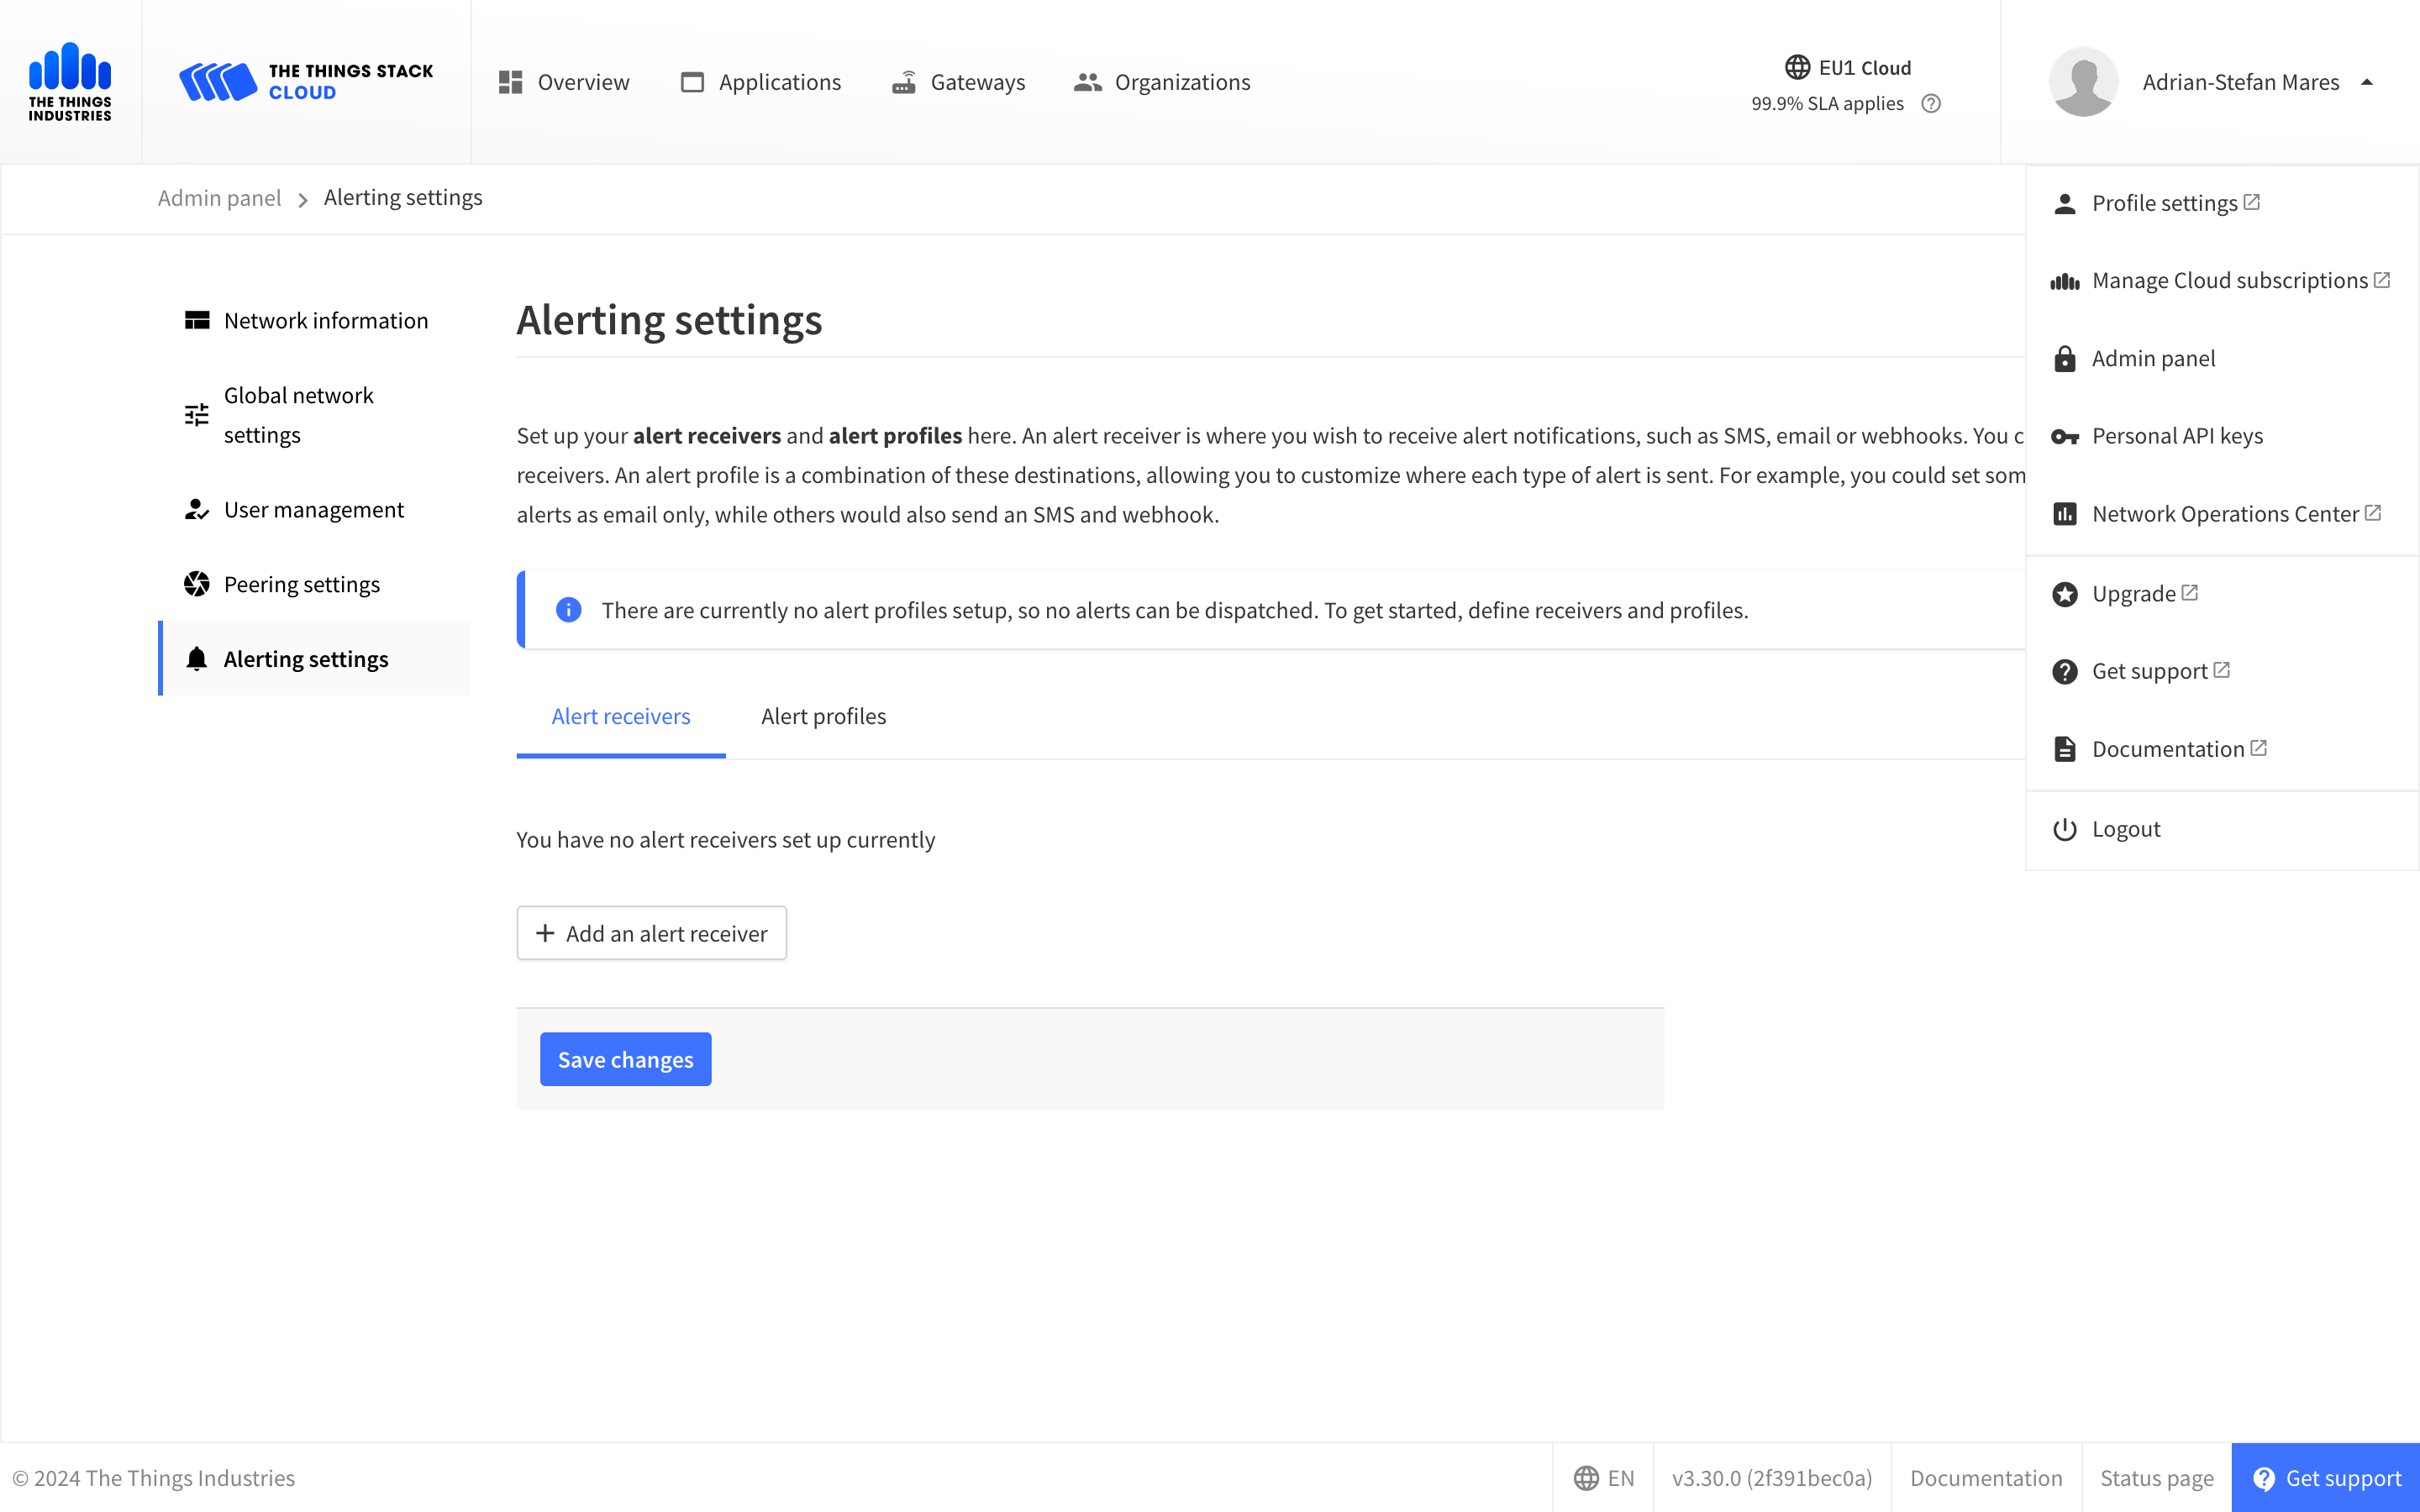 THE THINGS
INDUSTRIES
THE THINGS STACK
CLOUD
Overview
Applications
Gateways
Organizations
EU1 Cloud
99.9% SLA applies
Adrian-Stefan Mares
Admin panel
Alerting settings
Profile settings
Manage Cloud subscriptions
Admin panel
Personal API keys
Network Operations Center
Upgrade
Get support
Documentation
Logout
Network information
Global network
settings
User management
Peering settings
Alerting settings
Alerting settings
Set up your alert receivers and alert profiles here. An alert receiver is where you wish to receive alert notifications, such as SMS, email or webhooks. You c
receivers. An alert profile is a combination of these destinations, allowing you to customize where each type of alert is sent. For example, you could set som
alerts as email only, while others would also send an SMS and webhook.
There are currently no alert profiles setup, so no alerts can be dispatched. To get started, define receivers and profiles.
Alert receivers
Alert profiles
You have no alert receivers set up currently
+ Add an alert receiver
Save changes
© 2024 The Things Industries
EN
v3.30.0 (2f391bec0a)
Documentation
Status page
Get support